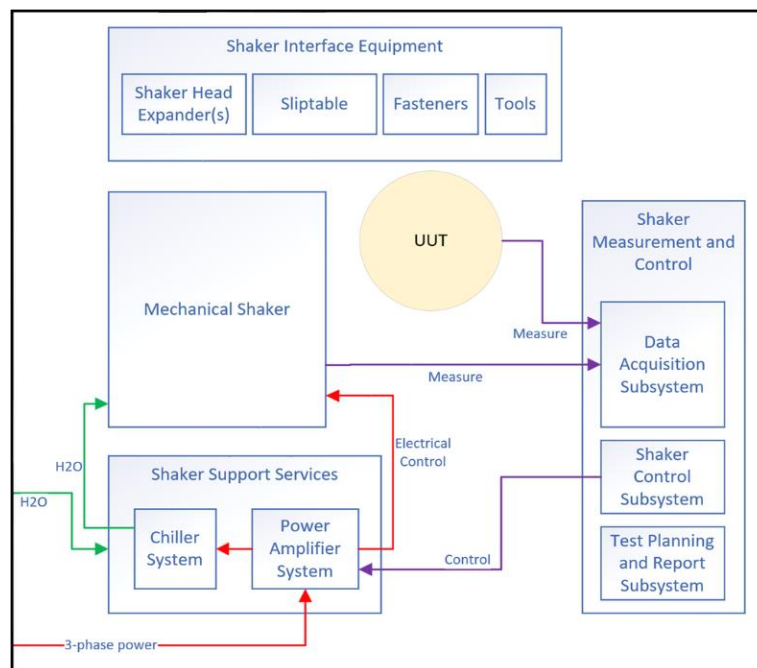 Shaker Interface Equipment
Shaker Head
Expander(s)
Sliptable
Fasteners
Tools
UUT
Shaker
Measurement and
Control
Mechanical Shaker
Measure
Data
Acquisition
Subsystem
Measure
Electrical
Control
H2O
Shaker Support Services
Shaker
Control
Subsystem
H2O
Chiller
System
Power
Amplifier
System
Control
Test Planning
and Report
Subsystem
3-phase power